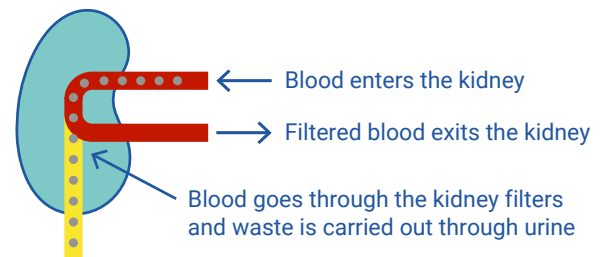 Blood enters the kidney
Filtered blood exits the kidney
Blood goes through the kidney filters
and waste is carried out through urine